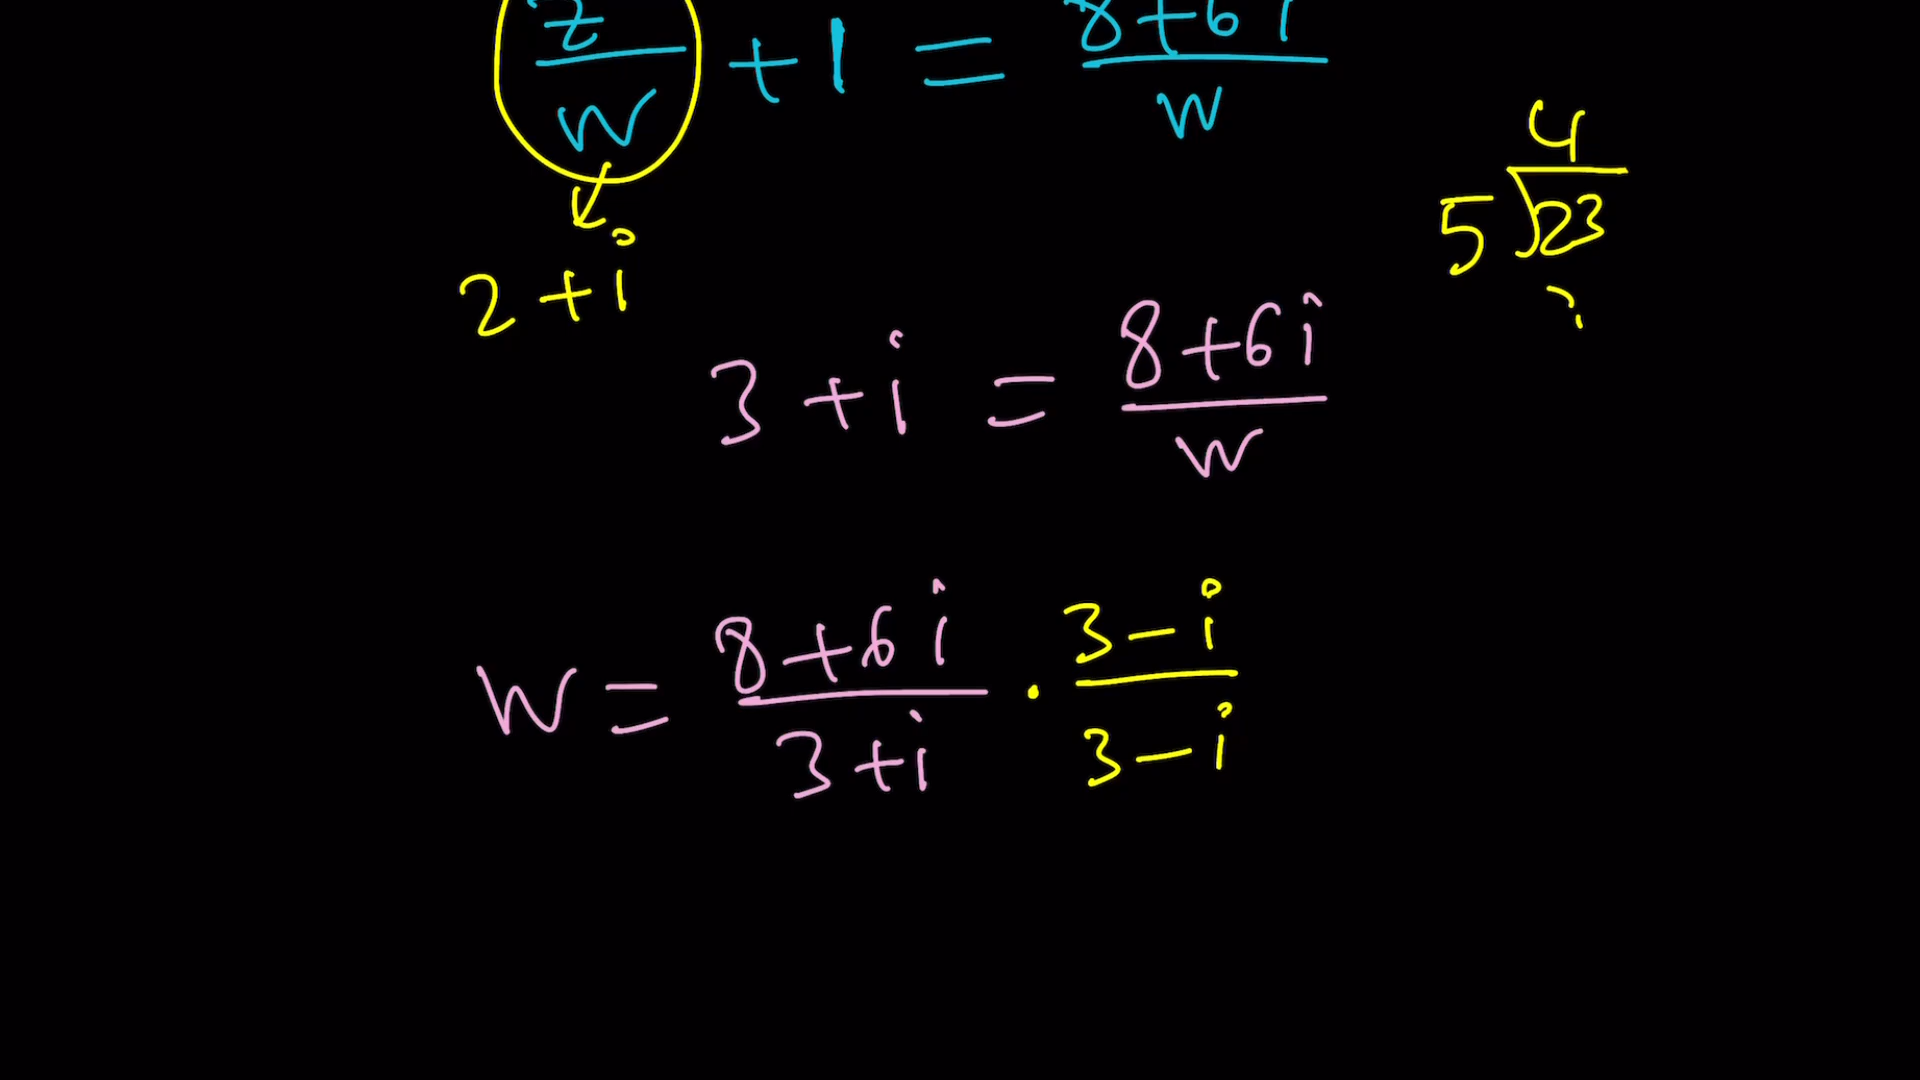 z/w + 1 = 8+6i/w
2+i
4
5 23
3+i = 8+6i/w
w = 8+6i/3+i · 3-i/3-i